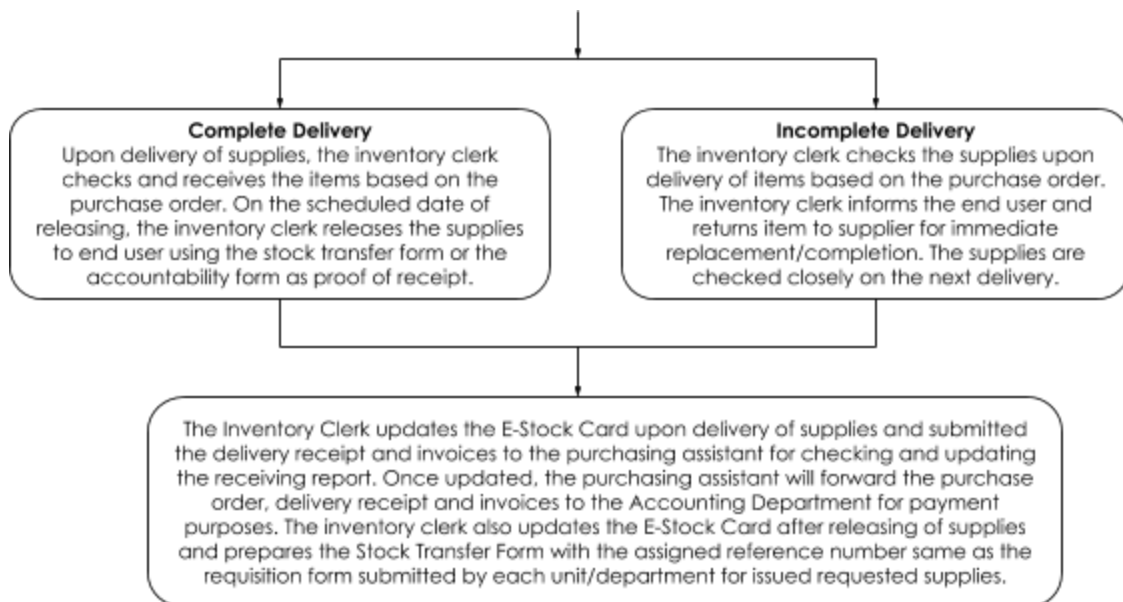 Complete Delivery
Upon delivery of supplies, the inventory clerk
checks and receives the items based on the
purchase order. On the scheduled date of
releasing, the inventory clerk releases the supplies
to end user using the stock transfer form or the
accountability form as proof of receipt.
Incomplete Delivery
The inventory clerk checks the supplies upon
delivery of items based on the purchase order.
The inventory clerk informs the end user and
returns item to supplier for immediate
replacement/completion. The supplies are
checked closely on the next delivery.
The Inventory Clerk updates the E-Stock Card upon delivery of supplies and submitted
the delivery receipt and invoices to the purchasing assistant for checking and updating
the receiving report. Once updated, the purchasing assistant will forward the purchase
order, delivery receipt and invoices to the Accounting Department for payment
purposes. The inventory clerk also updates the E-Stock Card after releasing of supplies
and prepares the Stock Transfer Form with the assigned reference number same as the
requisition form submitted by each unit/department for issued requested supplies.